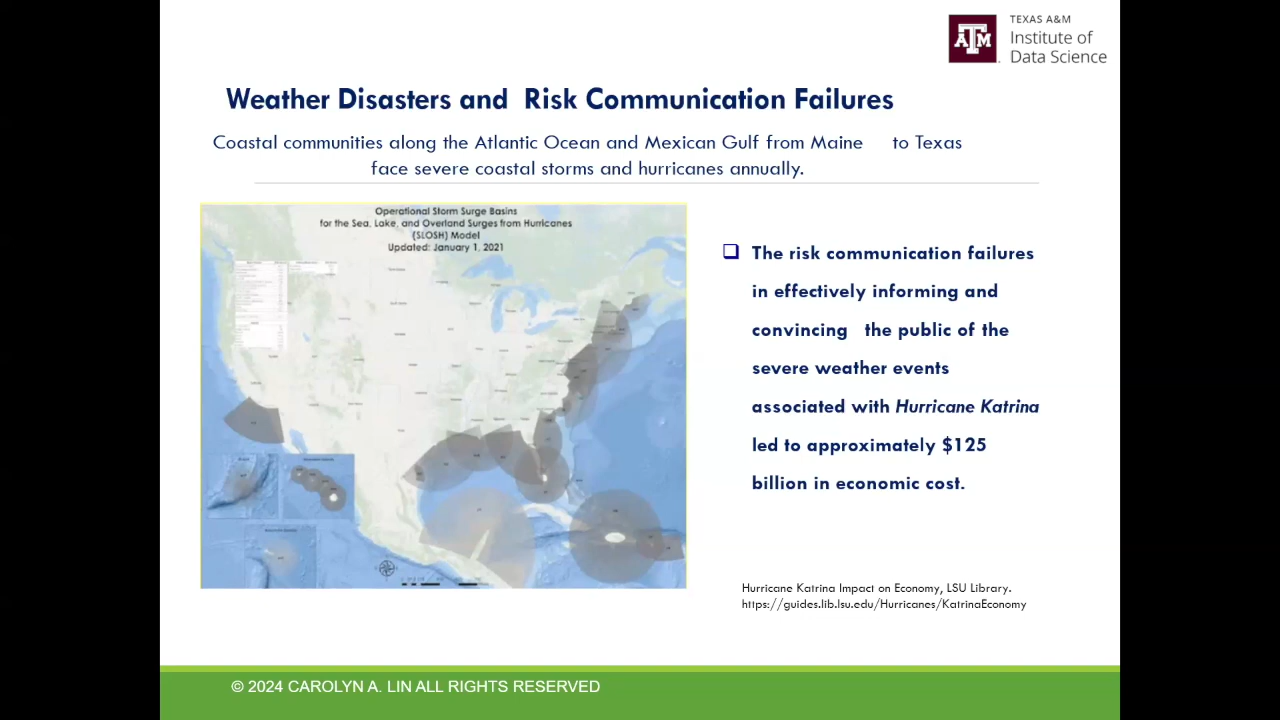 TEXAS A&M
Institute of
Data Science
ATM
Weather Disasters and Risk Communication Failures
Coastal communities along the Atlantic Ocean and Mexican Gulf from Maine to Texas
face severe coastal storms and hurricanes annually.
Operational Storm Surge Basins
for the Sea, Lake, and Overland Surges from Hurricanes
(SLOSH) Model
Updated: January 1, 2021
The risk communication failures
in effectively informing and
convincing the public of the
severe weather events
associated with Hurricane Katrina
led to approximately $125
billion in economic cost.
Hurricane Katrina Impact on Economy, LSU Library.
https://guides.lib.lsu.edu/Hurricanes/KatrinaEconomy
© 2024 CAROLYN A. LIN ALL RIGHTS RESERVED